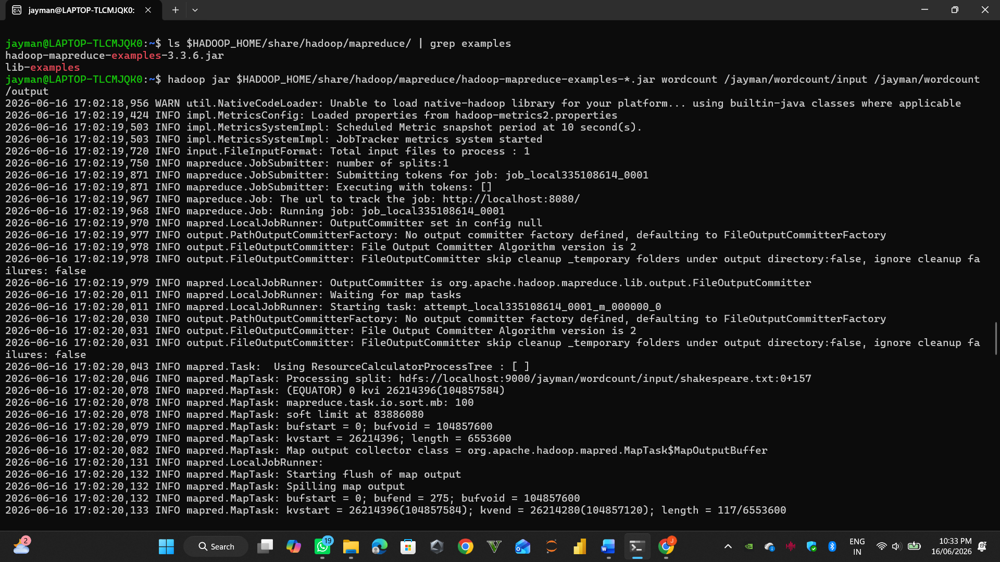 jayman@LAPTOP-TLCMJQK0:
jayman@LAPTOP-TLCMJQK0:~$ ls $HADOOP_HOME/share/hadoop/mapreduce/ | grep examples
hadoop-mapreduce-examples-3.3.6.jar
lib-examples
jayman@LAPTOP-TLCMJQK0:~$ hadoop jar $HADOOP_HOME/share/hadoop/mapreduce/hadoop-mapreduce-examples-*.jar wordcount /jayman/wordcount/input /jayman/wordcount
/output
2026-06-16 17:02:18,956 WARN util.NativeCodeLoader: Unable to load native-hadoop library for your platform... using builtin-java classes where applicable
2026-06-16 17:02:19,424 INFO impl.MetricsConfig: Loaded properties from hadoop-metrics2.properties
2026-06-16 17:02:19,503 INFO impl.MetricsSystemImpl: Scheduled Metric snapshot period at 10 second(s).
2026-06-16 17:02:19,503 INFO impl.MetricsSystemImpl: JobTracker metrics system started
2026-06-16 17:02:19,720 INFO input.FileInputFormat: Total input files to process : 1
2026-06-16 17:02:19,750 INFO mapreduce.JobSubmitter: number of splits:1
2026-06-16 17:02:19,871 INFO mapreduce.JobSubmitter: Submitting tokens for job: job_local335108614_0001
2026-06-16 17:02:19,871 INFO mapreduce.JobSubmitter: Executing with tokens: []
2026-06-16 17:02:19,967 INFO mapreduce.Job: The url to track the job: http://localhost:8080/
2026-06-16 17:02:19,968 INFO mapreduce.Job: Running job: job_local335108614_0001
2026-06-16 17:02:19,970 INFO mapred.LocalJobRunner: OutputCommitter set in config null
2026-06-16 17:02:19,977 INFO output.PathOutputCommitterFactory: No output committer factory defined, defaulting to FileOutputCommitterFactory
2026-06-16 17:02:19,978 INFO output.FileOutputCommitter: File Output Committer Algorithm version is 2
2026-06-16 17:02:19,978 INFO output.FileOutputCommitter: FileOutputCommitter skip cleanup _temporary folders under output directory:false, ignore cleanup fa
ilures: false
2026-06-16 17:02:19,979 INFO mapred.LocalJobRunner: OutputCommitter is org.apache.hadoop.mapreduce.lib.output.FileOutputCommitter
2026-06-16 17:02:20,011 INFO mapred.LocalJobRunner: Waiting for map tasks
2026-06-16 17:02:20,011 INFO mapred.LocalJobRunner: Starting task: attempt_local335108614_0001_m_000000_0
2026-06-16 17:02:20,030 INFO output.PathOutputCommitterFactory: No output committer factory defined, defaulting to FileOutputCommitterFactory
2026-06-16 17:02:20,031 INFO output.FileOutputCommitter: File Output Committer Algorithm version is 2
2026-06-16 17:02:20,031 INFO output.FileOutputCommitter: FileOutputCommitter skip cleanup _temporary folders under output directory:false, ignore cleanup fa
ilures: false
2026-06-16 17:02:20,043 INFO mapred.Task:  Using ResourceCalculatorProcessTree : [ ]
2026-06-16 17:02:20,046 INFO mapred.MapTask: Processing split: hdfs://localhost:9000/jayman/wordcount/input/shakespeare.txt:0+157
2026-06-16 17:02:20,078 INFO mapred.MapTask: (EQUATOR) 0 kvi 26214396(104857584)
2026-06-16 17:02:20,078 INFO mapred.MapTask: mapreduce.task.io.sort.mb: 100
2026-06-16 17:02:20,078 INFO mapred.MapTask: soft limit at 83886080
2026-06-16 17:02:20,079 INFO mapred.MapTask: bufstart = 0; bufvoid = 104857600
2026-06-16 17:02:20,079 INFO mapred.MapTask: kvstart = 26214396; length = 6553600
2026-06-16 17:02:20,082 INFO mapred.MapTask: Map output collector class = org.apache.hadoop.mapred.MapTask$MapOutputBuffer
2026-06-16 17:02:20,131 INFO mapred.LocalJobRunner:
2026-06-16 17:02:20,132 INFO mapred.MapTask: Starting flush of map output
2026-06-16 17:02:20,132 INFO mapred.MapTask: Spilling map output
2026-06-16 17:02:20,132 INFO mapred.MapTask: bufstart = 0; bufend = 275; bufvoid = 104857600
2026-06-16 17:02:20,133 INFO mapred.MapTask: kvstart = 26214396(104857584); kvend = 26214280(104857120); length = 117/6553600
2
Search
19
J
ENG
IN
10:33 PM
16/06/2026